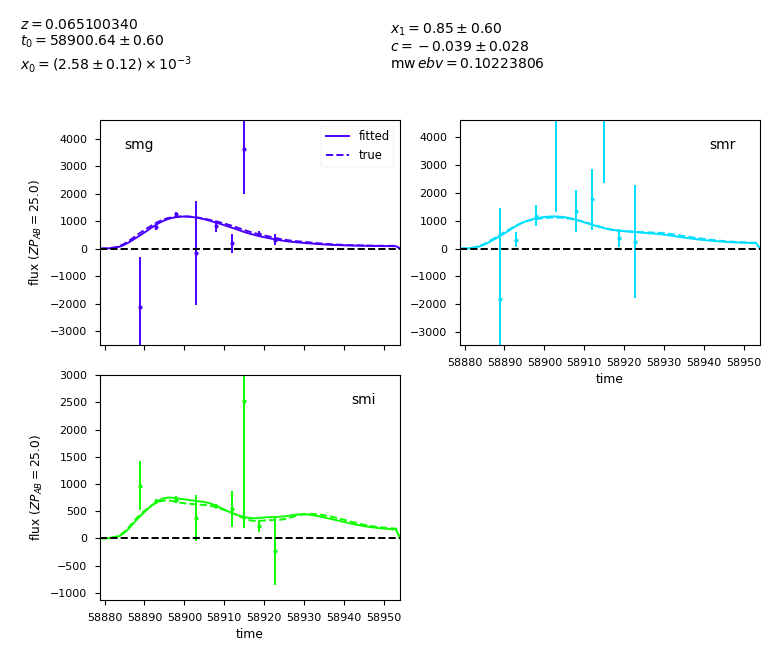 z = 0.065100340
t₀ = 58900.64 ± 0.60
x₀ = (2.58 ± 0.12) × 10⁻³
x₁ = 0.85 ± 0.60
c = −0.039 ± 0.028
mw ebv = 0.10223806
smg
fitted
true
4000
3000
2000
1000
0
−1000
−2000
−3000
flux (ZP_AB = 25.0)
smr
4000
3000
2000
1000
0
−1000
−2000
−3000
58880 58890 58900 58910 58920 58930 58940 58950
time
smi
3000
2500
2000
1500
1000
500
0
−500
−1000
flux (ZP_AB = 25.0)
58880 58890 58900 58910 58920 58930 58940 58950
time